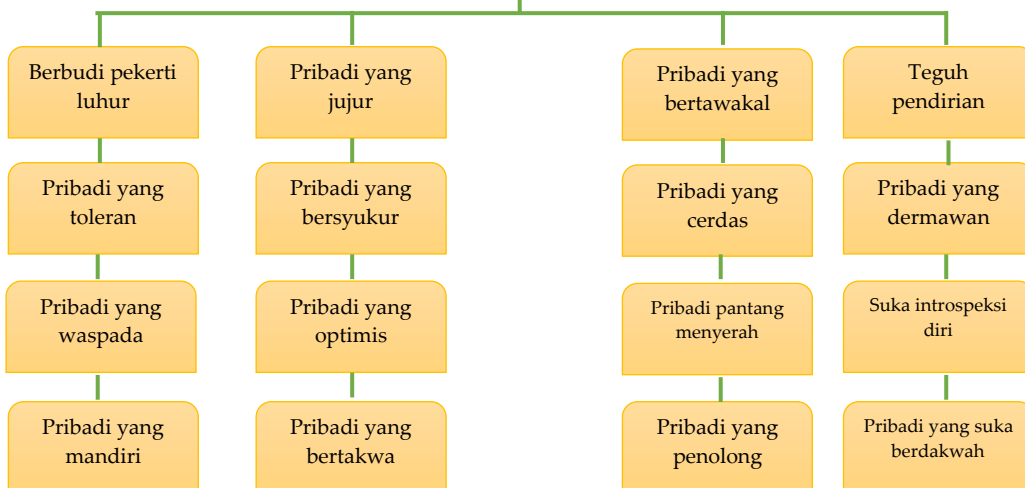 Berbudi pekerti
luhur
Pribadi yang
toleran
Pribadi yang
waspada
Pribadi yang
mandiri
Pribadi yang
jujur
Pribadi yang
bersyukur
Pribadi yang
optimis
Pribadi yang
bertakwa
Pribadi yang
bertawakal
Pribadi yang
cerdas
Pribadi pantang
menyerah
Pribadi yang
penolong
Teguh
pendirian
Pribadi yang
dermawan
Suka introspeksi
diri
Pribadi yang suka
berdakwah